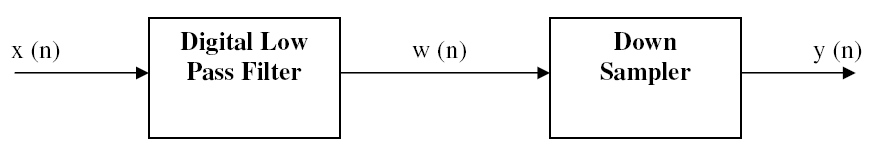 x (n)
Digital Low
Pass Filter
w (n)
Down
Sampler
y (n)